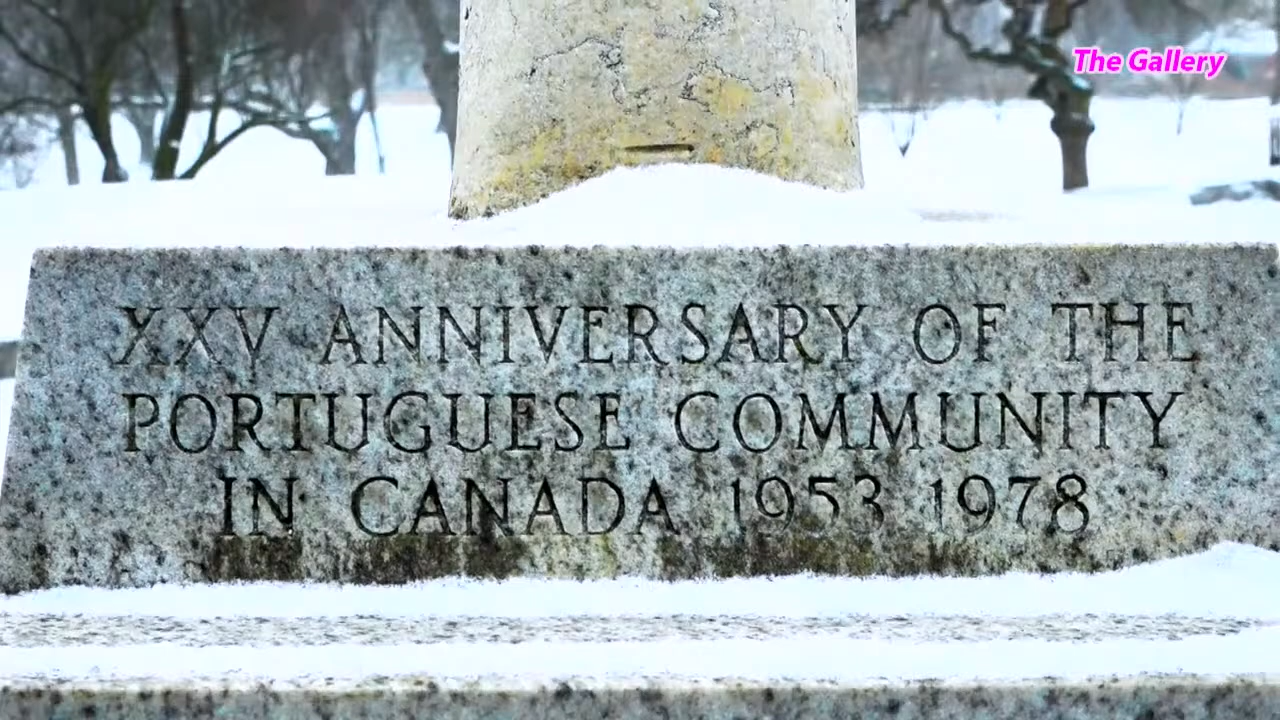 The Gallery
XXV ANNIVERSARY OF THE
PORTUGUESE COMMUNITY
IN CANADA 1953 1978